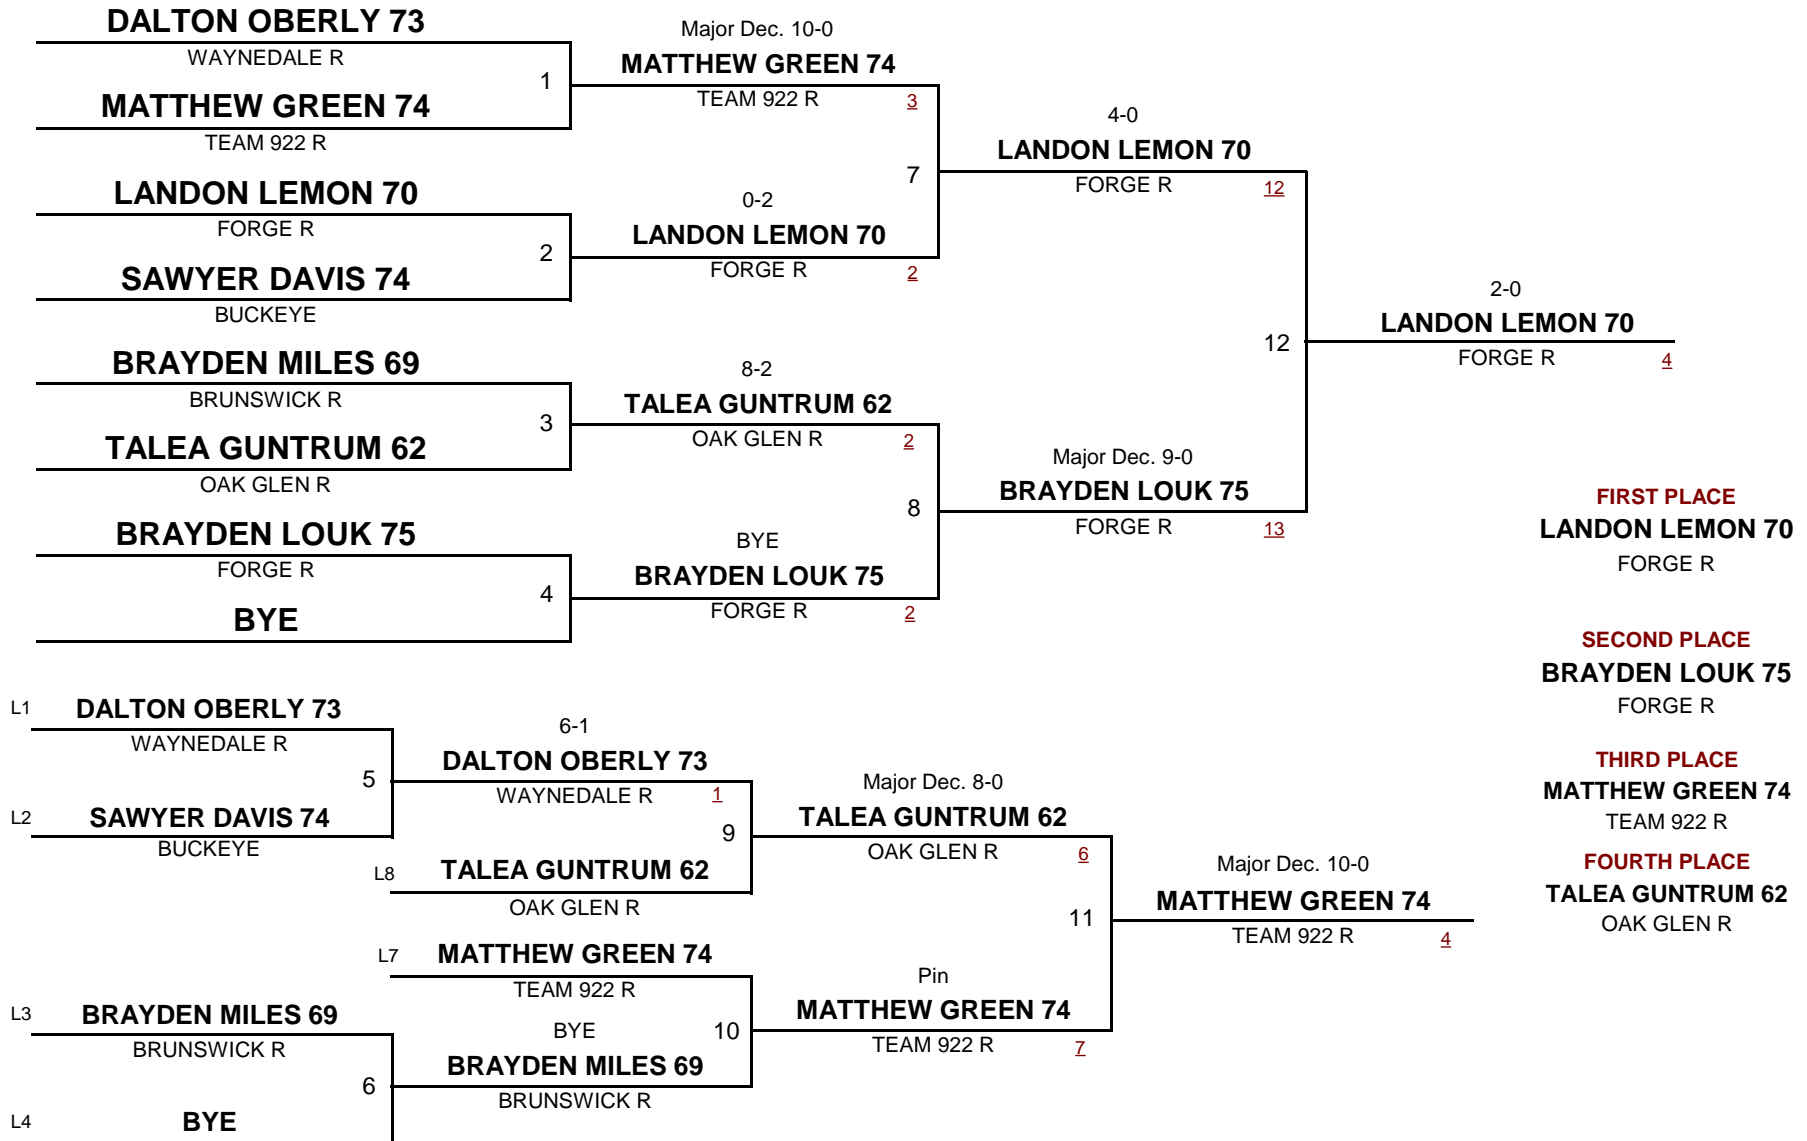 DALTON OBERLY 73
WAYNEDALE R
1
MATTHEW GREEN 74
TEAM 922 R
LANDON LEMON 70
FORGE R
2
SAWYER DAVIS 74
BUCKEYE
BRAYDEN MILES 69
BRUNSWICK R
3
TALEA GUNTRUM 62
OAK GLEN R
BRAYDEN LOUK 75
FORGE R
4
BYE
Major Dec. 10-0
MATTHEW GREEN 74
TEAM 922 R 3
7
0-2
LANDON LEMON 70
FORGE R 2
8-2
TALEA GUNTRUM 62
OAK GLEN R 2
8
BYE
BRAYDEN LOUK 75
FORGE R 2
4-0
LANDON LEMON 70
FORGE R 12
12
Major Dec. 9-0
BRAYDEN LOUK 75
FORGE R 13
2-0
LANDON LEMON 70
FORGE R 4
FIRST PLACE
LANDON LEMON 70
FORGE R
SECOND PLACE
BRAYDEN LOUK 75
FORGE R
THIRD PLACE
MATTHEW GREEN 74
TEAM 922 R
FOURTH PLACE
TALEA GUNTRUM 62
OAK GLEN R
L1 DALTON OBERLY 73
WAYNEDALE R
5
L2 SAWYER DAVIS 74
BUCKEYE
6-1
DALTON OBERLY 73
WAYNEDALE R 1
9
L8 TALEA GUNTRUM 62
OAK GLEN R
L7 MATTHEW GREEN 74
TEAM 922 R
10
L3 BRAYDEN MILES 69
BRUNSWICK R
6
L4 BYE
BYE
BRAYDEN MILES 69
BRUNSWICK R
Major Dec. 8-0
TALEA GUNTRUM 62
OAK GLEN R 6
11
Pin
MATTHEW GREEN 74
TEAM 922 R 7
Major Dec. 10-0
MATTHEW GREEN 74
TEAM 922 R 4